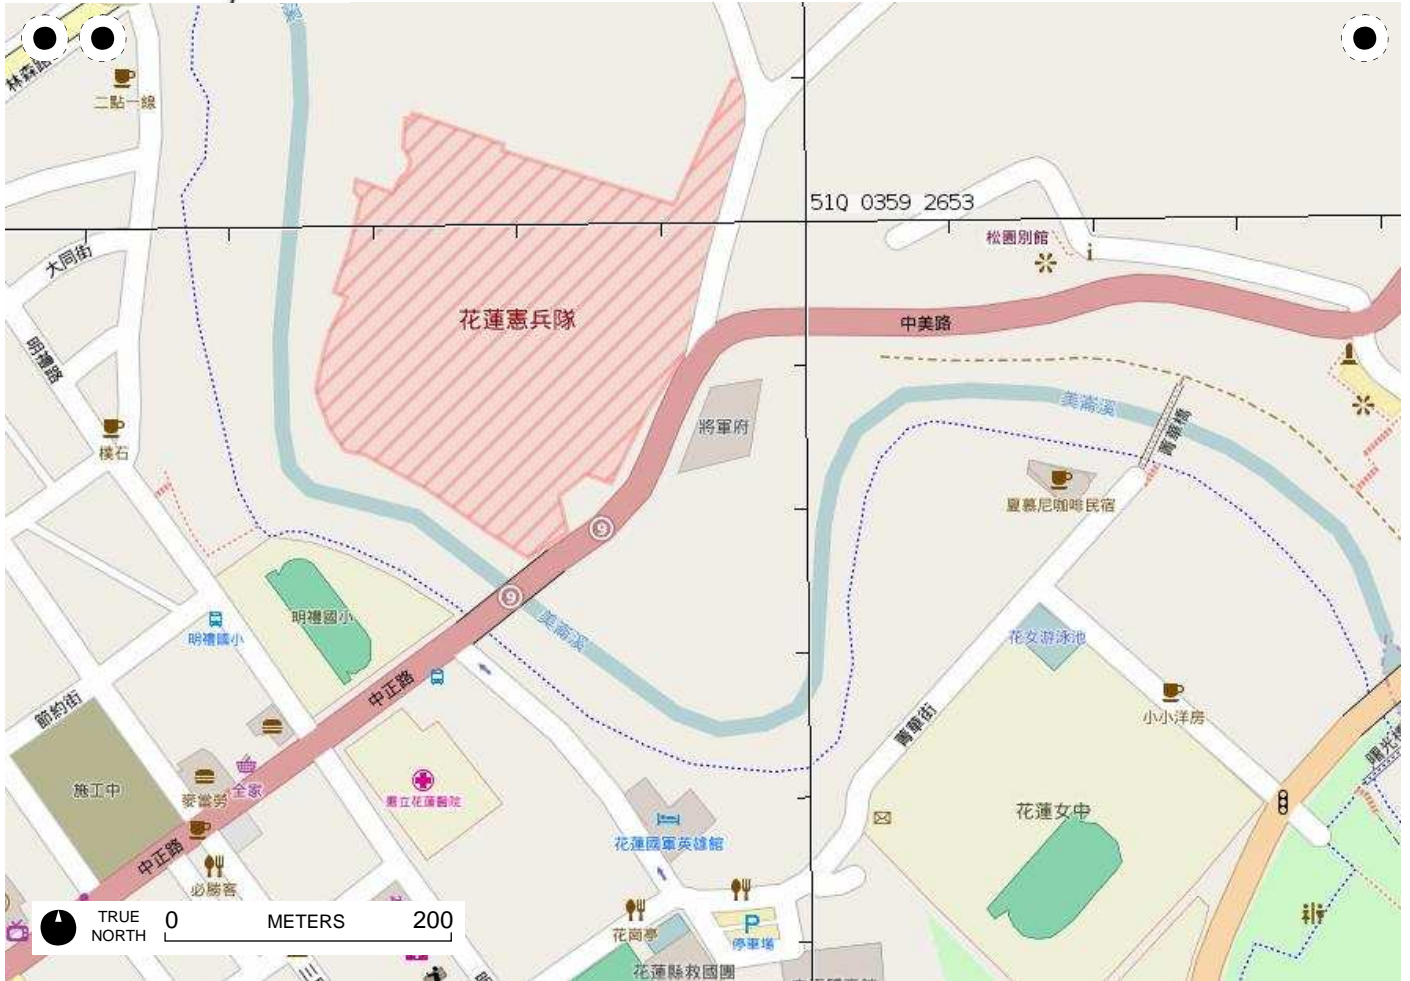 林森路
二點一線
51Q 0359 2653
松園別館
i
大同街
花蓮憲兵隊
中美路
明禮路
將軍府
美崙溪
菁華橋
樸石
夏慕尼咖啡民宿
9
9
明禮國小
美崙溪
花女游泳池
明禮國小
中正路
節約街
小小洋房
菁華街
曙光橋
施工中
麥當勞
全家
署立花蓮醫院
花蓮女中
花蓮國軍英雄館
中正路
必勝客
TRUE
NORTH
0 METERS 200
花崗亭
P
停車場
花蓮縣救國團